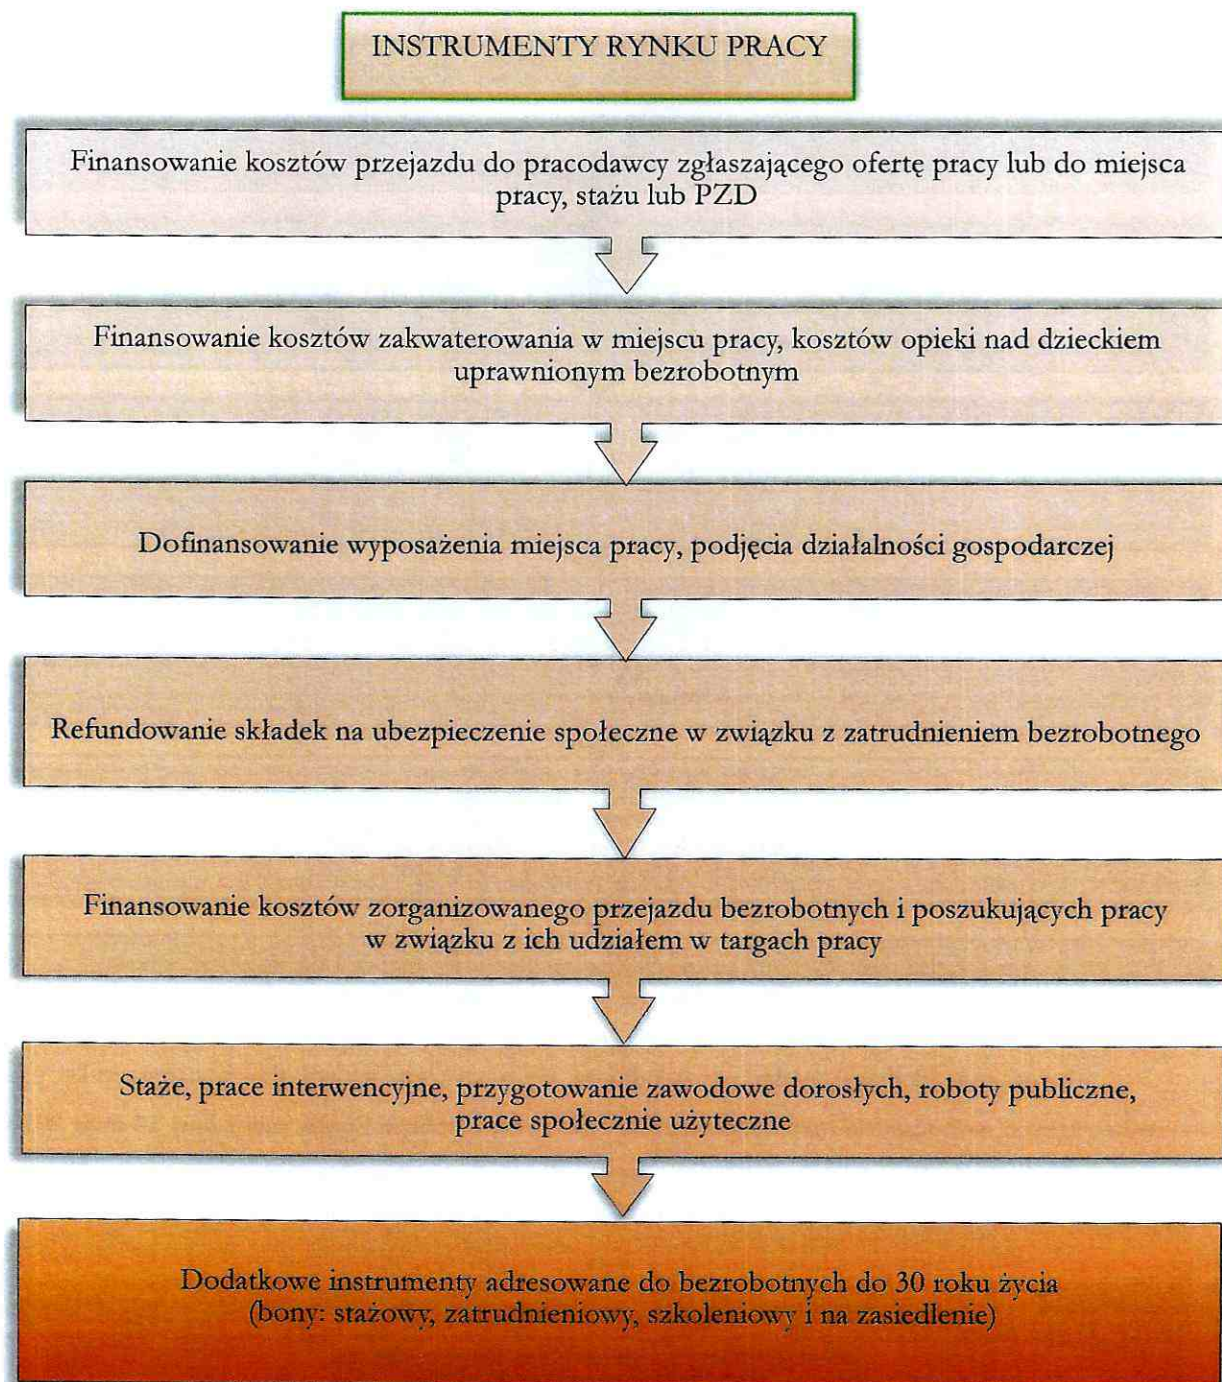 INSTRUMENTY RYNKU PRACY
Finansowanie kosztów przejazdu do pracodawcy zgłaszającego ofertę pracy lub do miejsca
pracy, stażu lub PZD
Finansowanie kosztów zakwaterowania w miejscu pracy, kosztów opieki nad dzieckiem
uprawnionym bezrobotnym
Dofinansowanie wyposażenia miejsca pracy, podjęcia działalności gospodarczej
Refundowanie składek na ubezpieczenie społeczne w związku z zatrudnieniem bezrobotnego
Finansowanie kosztów zorganizowanego przejazdu bezrobotnych i poszukujących pracy
w związku z ich udziałem w targach pracy
Staże, prace interwencyjne, przygotowanie zawodowe dorosłych, roboty publiczne,
prace społecznie użyteczne
Dodatkowe instrumenty adresowane do bezrobotnych do 30 roku życia
(bony: stażowy, zatrudnieniowy, szkoleniowy i na zasiedlenie)